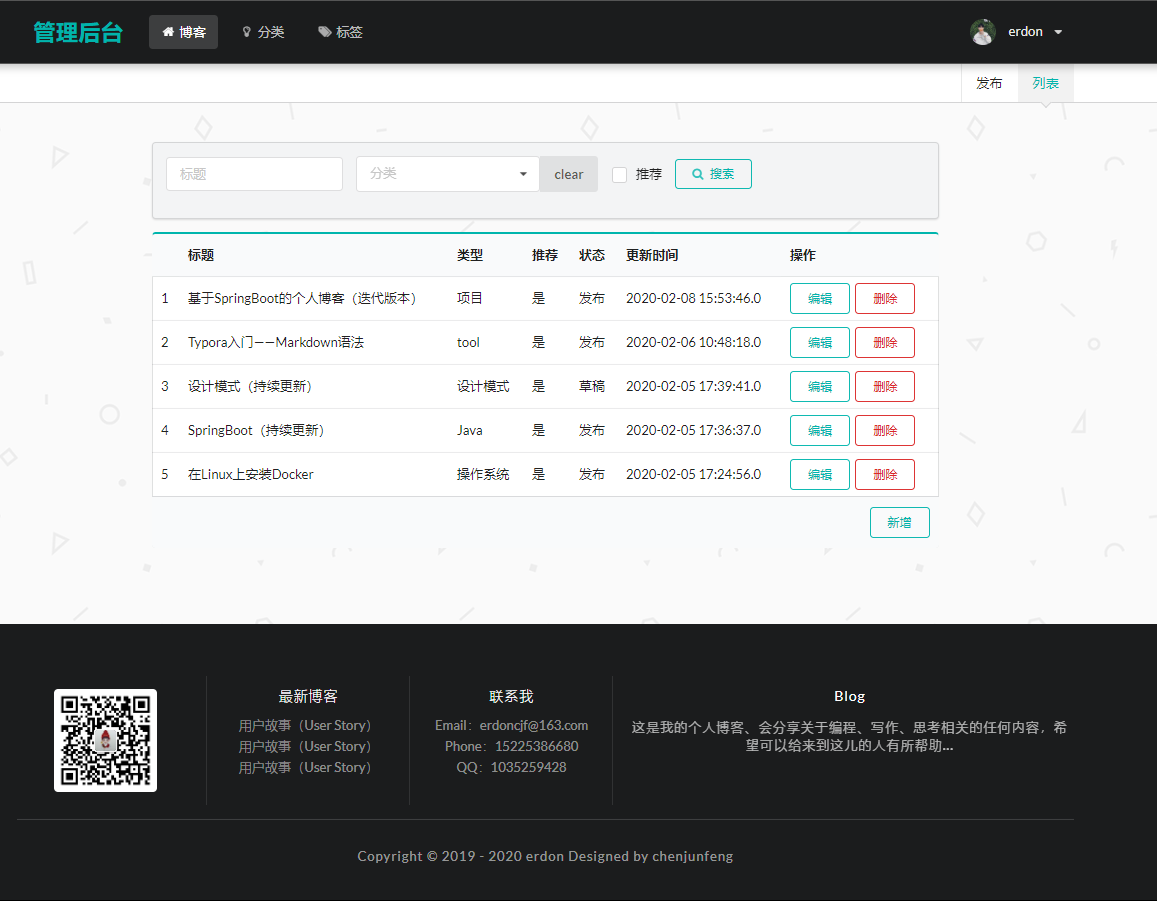 管理后台 博客 分类 标签 erdon
发布 列表
标题 分类 clear 推荐 搜索
标题 类型 推荐 状态 更新时间 操作
1 基于SpringBoot的个人博客（迭代版本） 项目 是 发布 2020-02-08 15:53:46.0 编辑 删除
2 Typora入门——Markdown语法 tool 是 发布 2020-02-06 10:48:18.0 编辑 删除
3 设计模式（持续更新） 设计模式 是 草稿 2020-02-05 17:39:41.0 编辑 删除
4 SpringBoot（持续更新） Java 是 发布 2020-02-05 17:36:37.0 编辑 删除
5 在Linux上安装Docker 操作系统 是 发布 2020-02-05 17:24:56.0 编辑 删除
新增
最新博客
用户故事（User Story）
用户故事（User Story）
用户故事（User Story）
联系我
Email：erdoncjf@163.com
Phone：15225386680
QQ：1035259428
Blog
这是我的个人博客、会分享关于编程、写作、思考相关的任何内容，希
望可以给来到这儿的人有所帮助...
Copyright © 2019 - 2020 erdon Designed by chenjunfeng